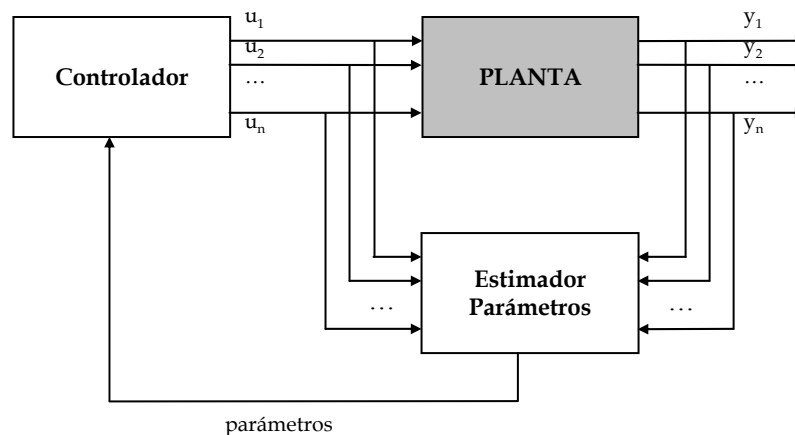 u₁
u₂
…
uₙ
Controlador
PLANTA
y₁
y₂
…
yₙ
Estimador
Parámetros
…
…
parámetros